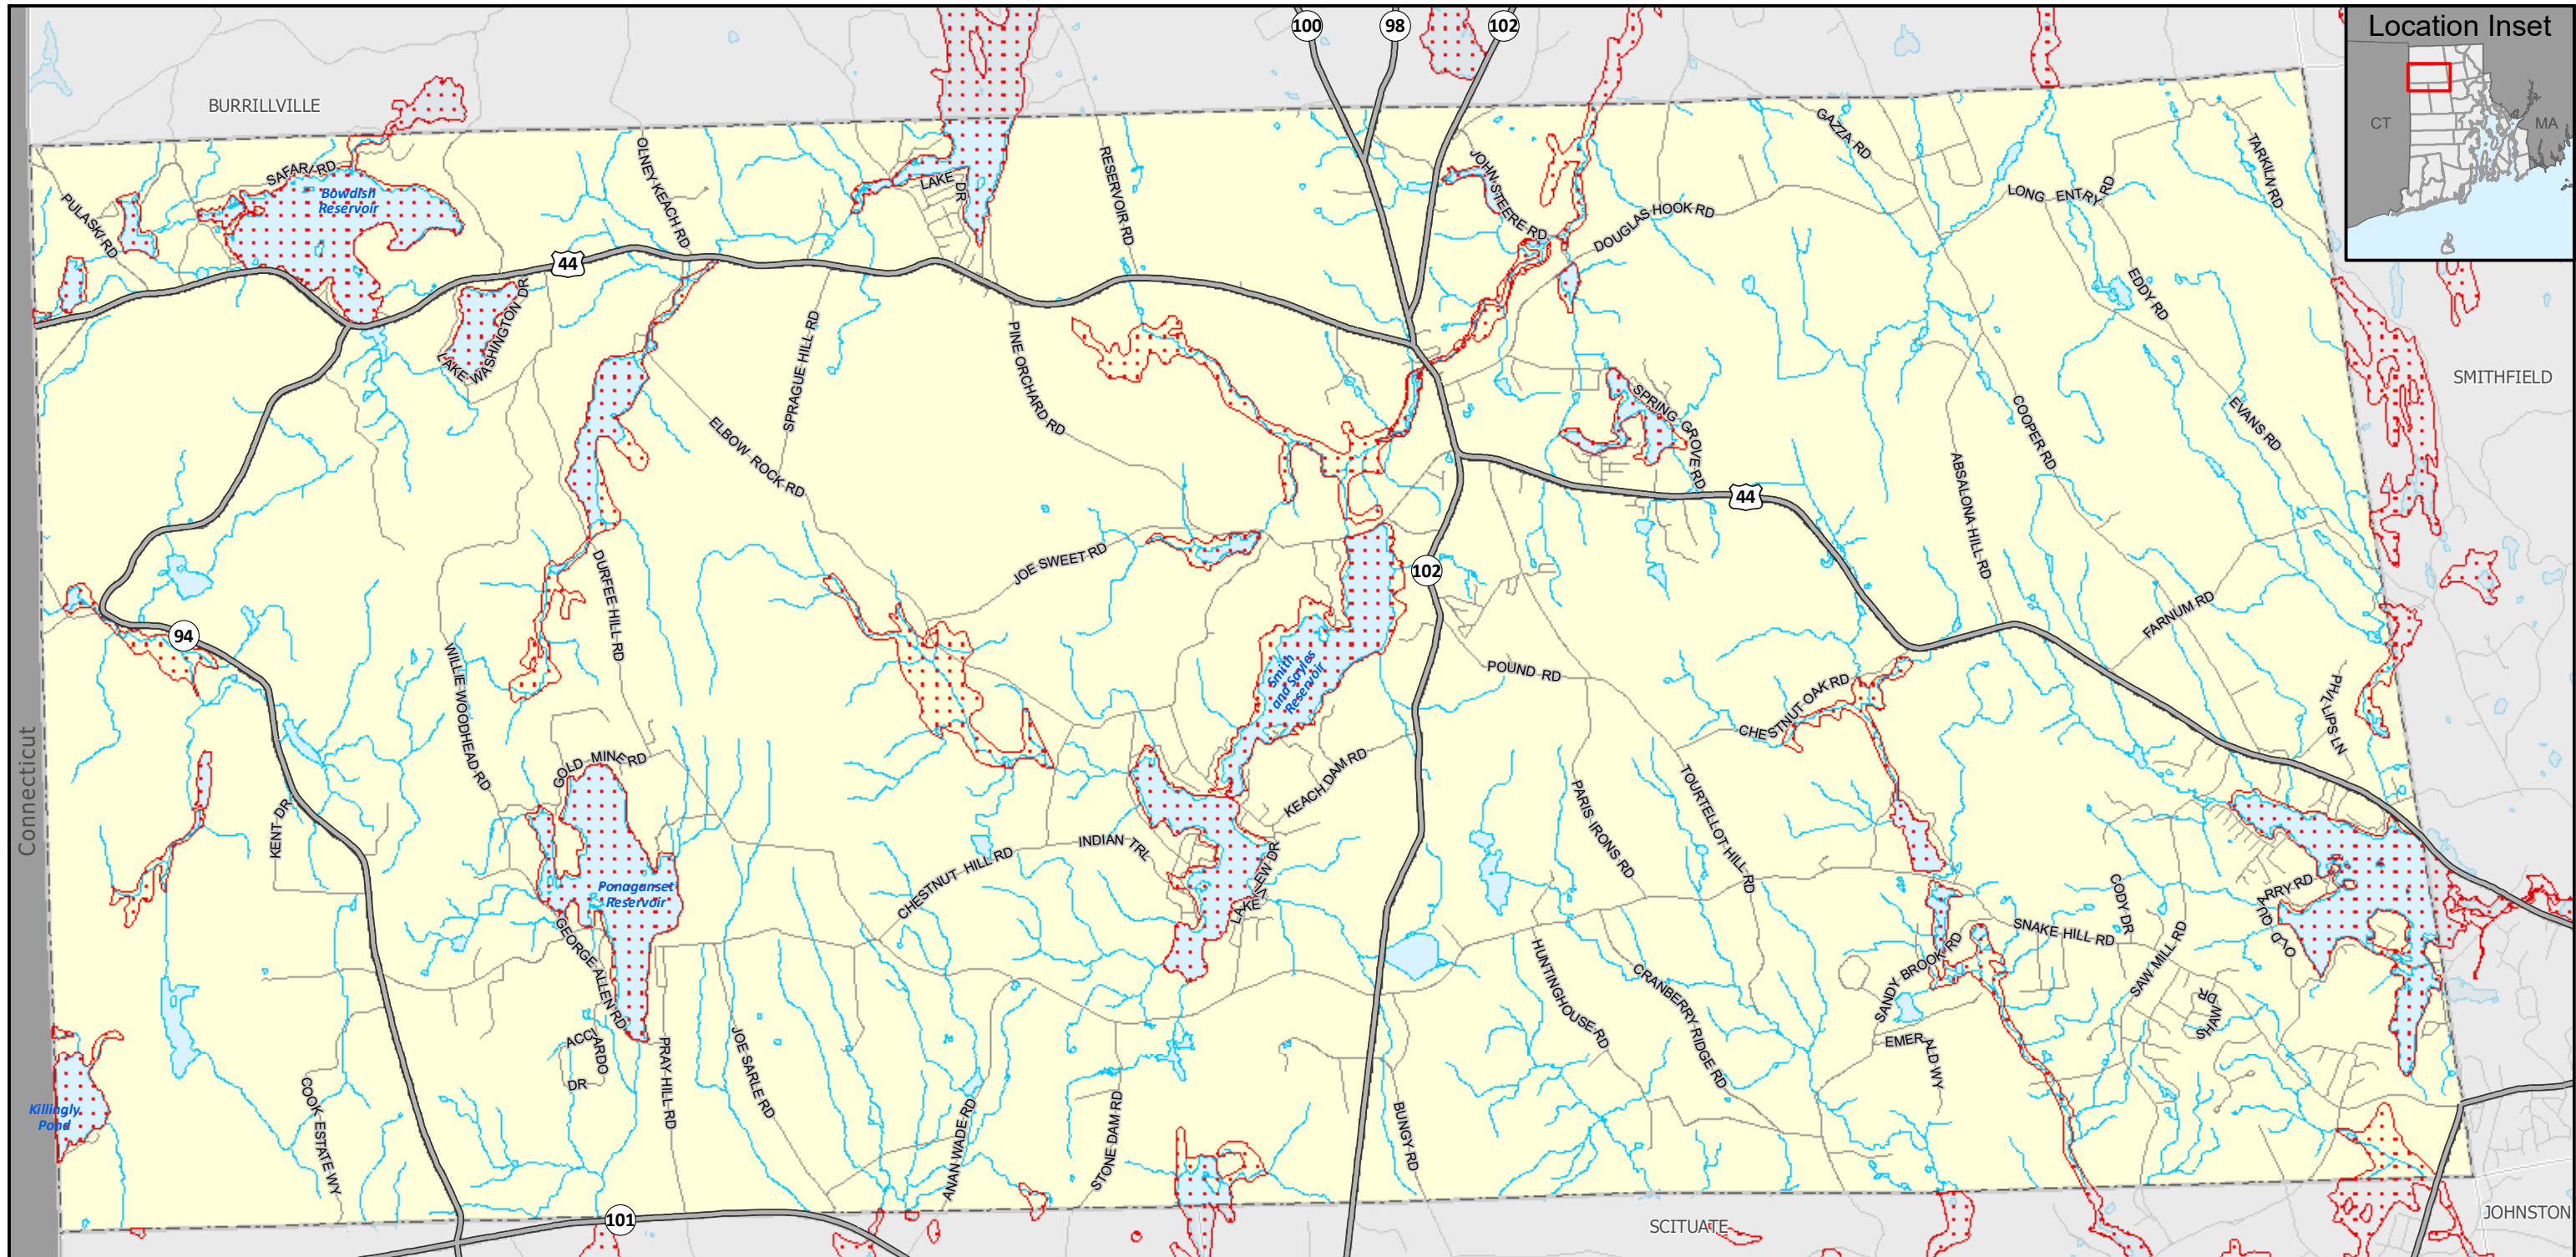 100
98
102
Location Inset
CT
MA
BURRILLVILLE
SAFARI RD
Bowdish
Reservoir
PULASKI RD
OLNEY KEACH RD
LAKE DR
RESERVOIR RD
JOHN STEERE RD
DOUGLAS HOOK RD
GAZZA RD
LONG ENTRY RD
TARKILN RD
44
LAKE WASHINGTON DR
EDDY RD
SPRAGUE HILL RD
PINE ORCHARD RD
SMITHFIELD
SPRING GROVE RD
ELBOW ROCK RD
COOPER RD
EVANS RD
ABSALONA HILL RD
44
JOE SWEET RD
102
DURFEE HILL RD
94
FARNUM RD
WILLIE WOODHEAD RD
Smith
and Sayles
Reservoir
POUND RD
CHESTNUT OAK RD
PHILLIPS LN
GOLD MINE RD
KEACH DAM RD
TOURTELLOT HILL RD
PARIS IRONS RD
Connecticut
KENT DR
INDIAN TRL
CHESTNUT HILL RD
Ponaganset
Reservoir
CODY DR
GEORGE ALLEN RD
SNAKE HILL RD
SAW MILL RD
SANDY BROOK RD
HUNTINGHOUSE RD
CRANBERRY RIDGE RD
SHAW DR
ACCIARDO
DR
PRAY HILL RD
JOE SARLE RD
EMERALD WY
Killingly
Pond
COOK ESTATE WY
ANAN WADE RD
STONE DAM RD
BUNGY RD
101
SCITUATE
JOHNSTON